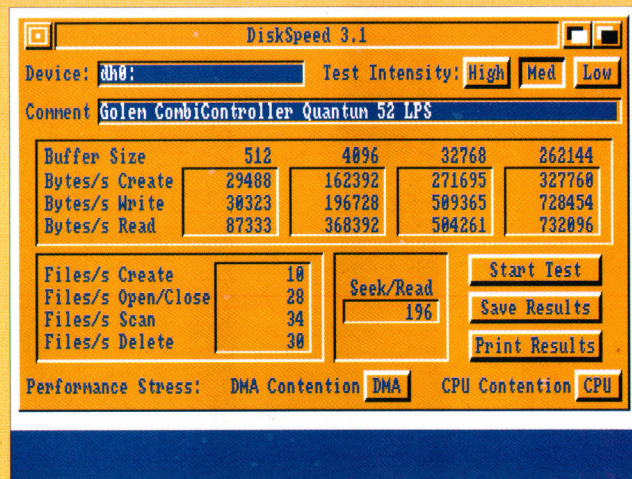 DiskSpeed 3.1
Device: dh0: Test Intensity: High Med Low
Comment Golem CombiController Quantum 52 LPS
Buffer Size 512 4096 32768 262144
Bytes/s Create 29488 162392 271695 327760
Bytes/s Write 30323 196728 509365 728454
Bytes/s Read 87333 368392 504261 732096
Files/s Create 10
Files/s Open/Close 28
Files/s Scan 34
Files/s Delete 30
Seek/Read
196
Start Test
Save Results
Print Results
Performance Stress: DMA Contention DMA CPU Contention CPU